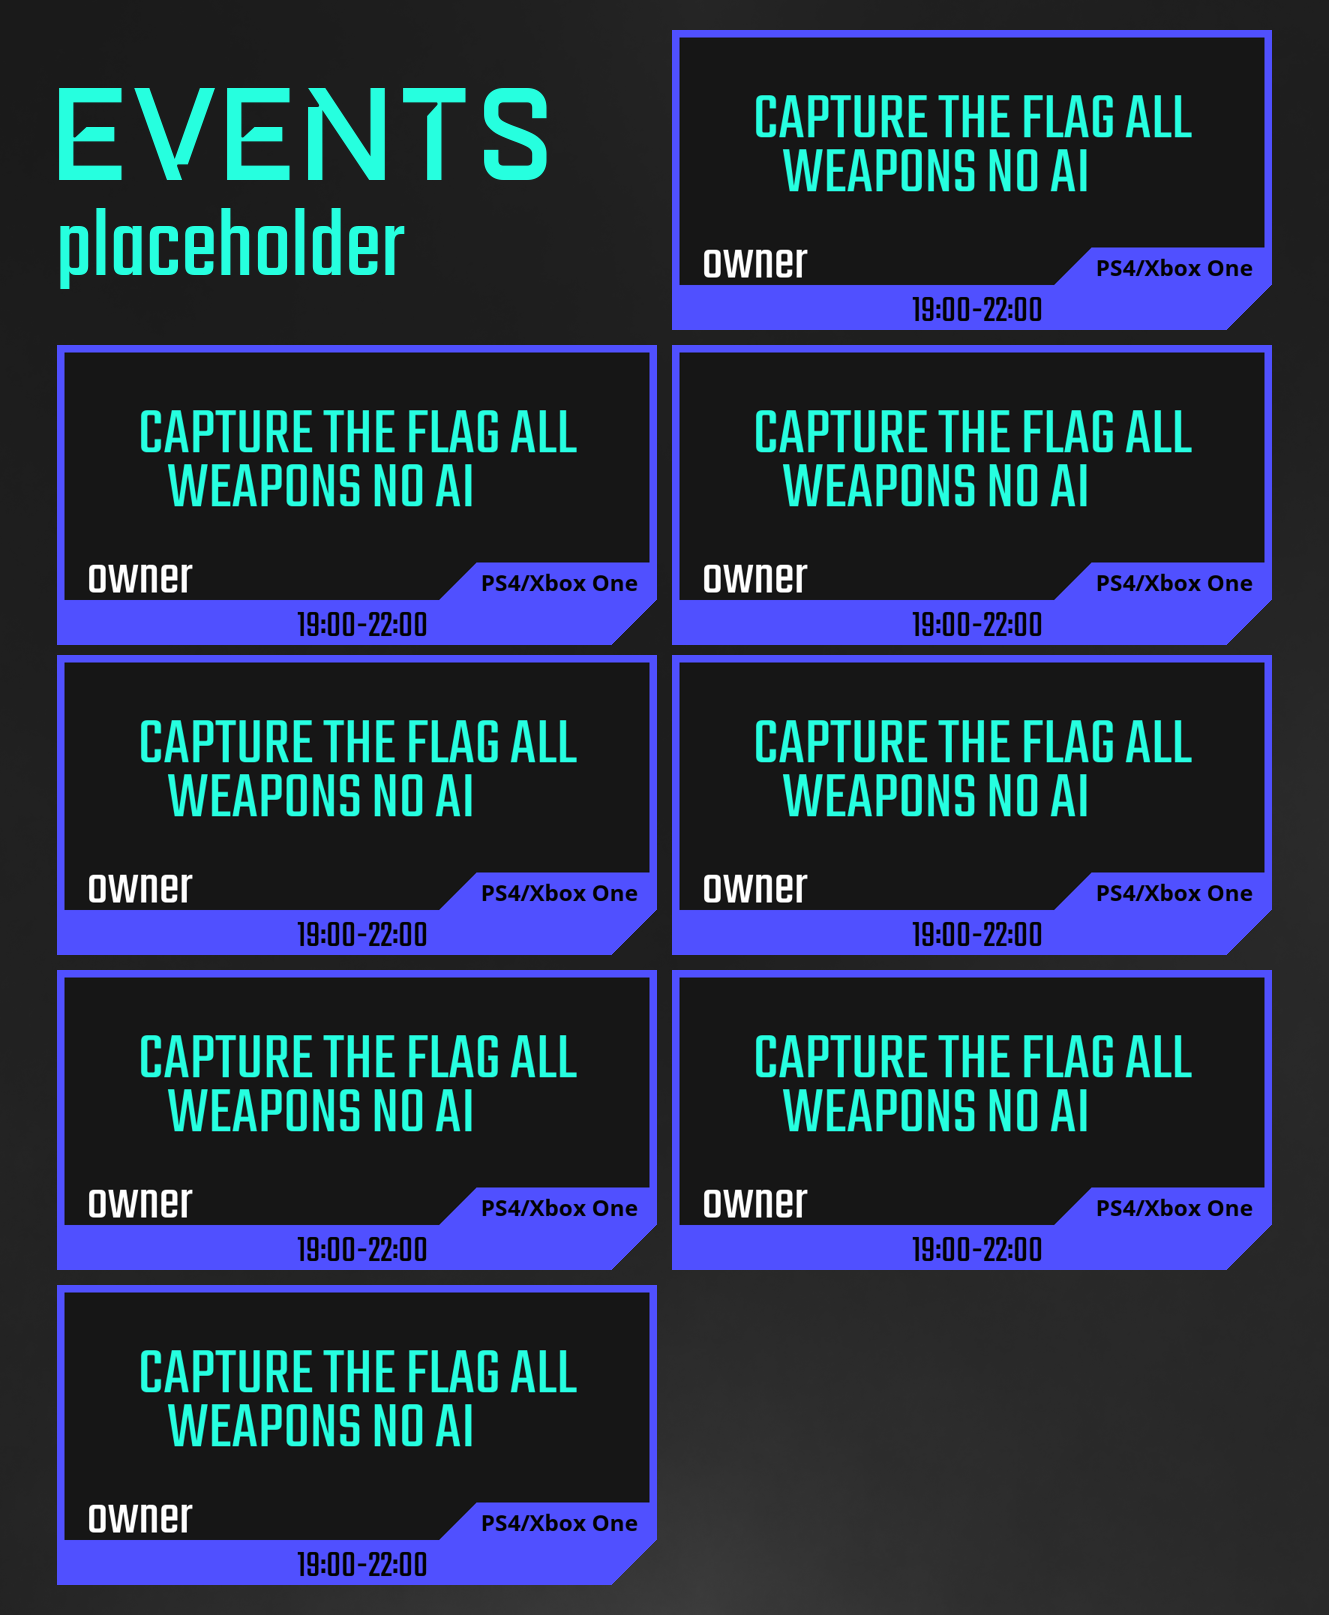 EVENTS
placeholder
CAPTURE THE FLAG ALL
WEAPONS NO AI
owner
PS4/Xbox One
19:00-22:00
CAPTURE THE FLAG ALL
WEAPONS NO AI
owner
PS4/Xbox One
19:00-22:00
CAPTURE THE FLAG ALL
WEAPONS NO AI
owner
PS4/Xbox One
19:00-22:00
CAPTURE THE FLAG ALL
WEAPONS NO AI
owner
PS4/Xbox One
19:00-22:00
CAPTURE THE FLAG ALL
WEAPONS NO AI
owner
PS4/Xbox One
19:00-22:00
CAPTURE THE FLAG ALL
WEAPONS NO AI
owner
PS4/Xbox One
19:00-22:00
CAPTURE THE FLAG ALL
WEAPONS NO AI
owner
PS4/Xbox One
19:00-22:00
CAPTURE THE FLAG ALL
WEAPONS NO AI
owner
PS4/Xbox One
19:00-22:00